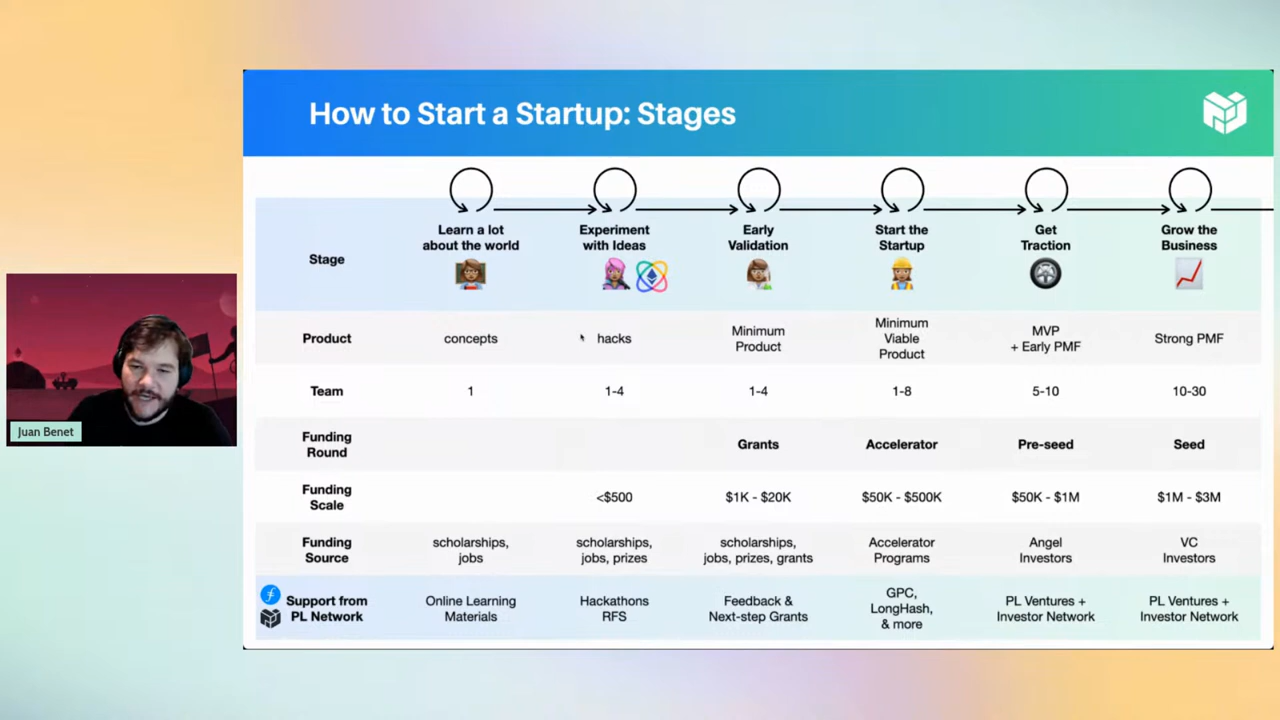 How to Start a Startup: Stages
Stage
Learn a lot
about the world
Experiment
with Ideas
Early
Validation
Start the
Startup
Get
Traction
Grow the
Business
Product
concepts
hacks
Minimum
Product
Minimum
Viable
Product
MVP
+ Early PMF
Strong PMF
Team
1
1-4
1-4
1-8
5-10
10-30
Funding
Round
Grants
Accelerator
Pre-seed
Seed
Funding
Scale
<$500
$1K - $20K
$50K - $500K
$50K - $1M
$1M - $3M
Funding
Source
scholarships,
jobs
scholarships,
jobs, prizes
scholarships,
jobs, prizes, grants
Accelerator
Programs
Angel
Investors
VC
Investors
Support from
PL Network
Online Learning
Materials
Hackathons
RFS
Feedback &
Next-step Grants
GPC,
LongHash,
& more
PL Ventures +
Investor Network
PL Ventures +
Investor Network
Juan Benet